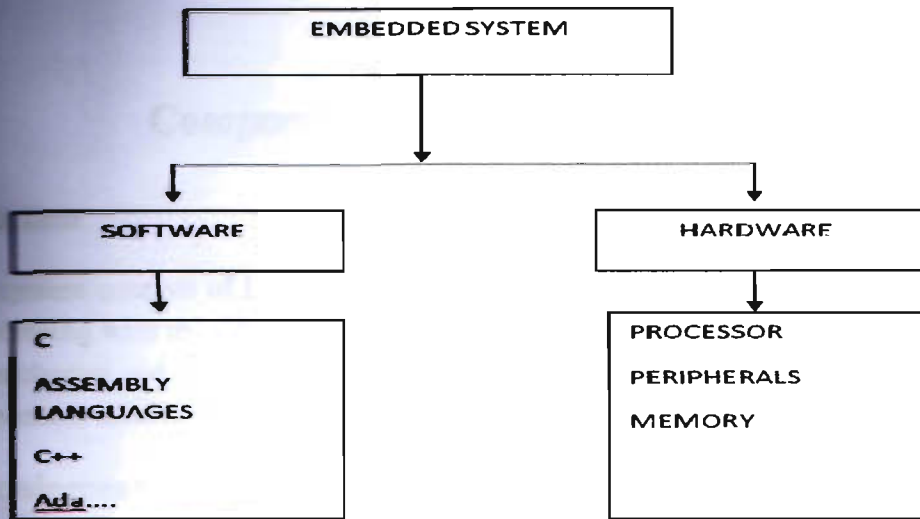 EMBEDDED SYSTEM
SOFTWARE
HARDWARE
C
ASSEMBLY
LANGUAGES
C++
Ada....
PROCESSOR
PERIPHERALS
MEMORY